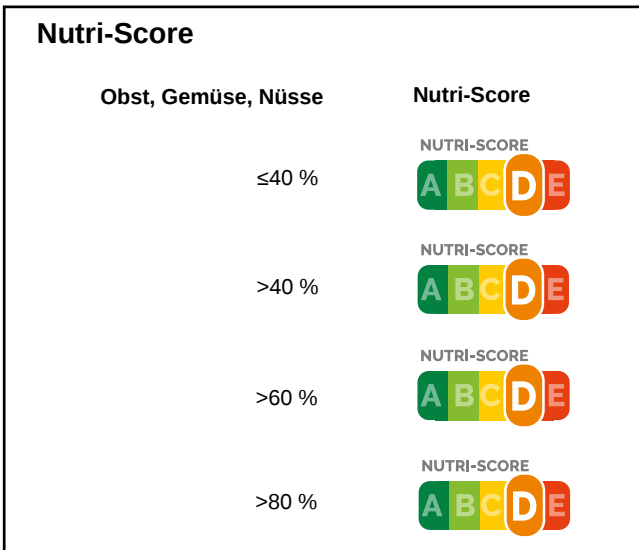 Nutri-Score
Obst, Gemüse, Nüsse Nutri-Score
NUTRI-SCORE
≤40 % A B C D E
NUTRI-SCORE
>40 % A B C D E
NUTRI-SCORE
>60 % A B C D E
NUTRI-SCORE
>80 % A B C D E